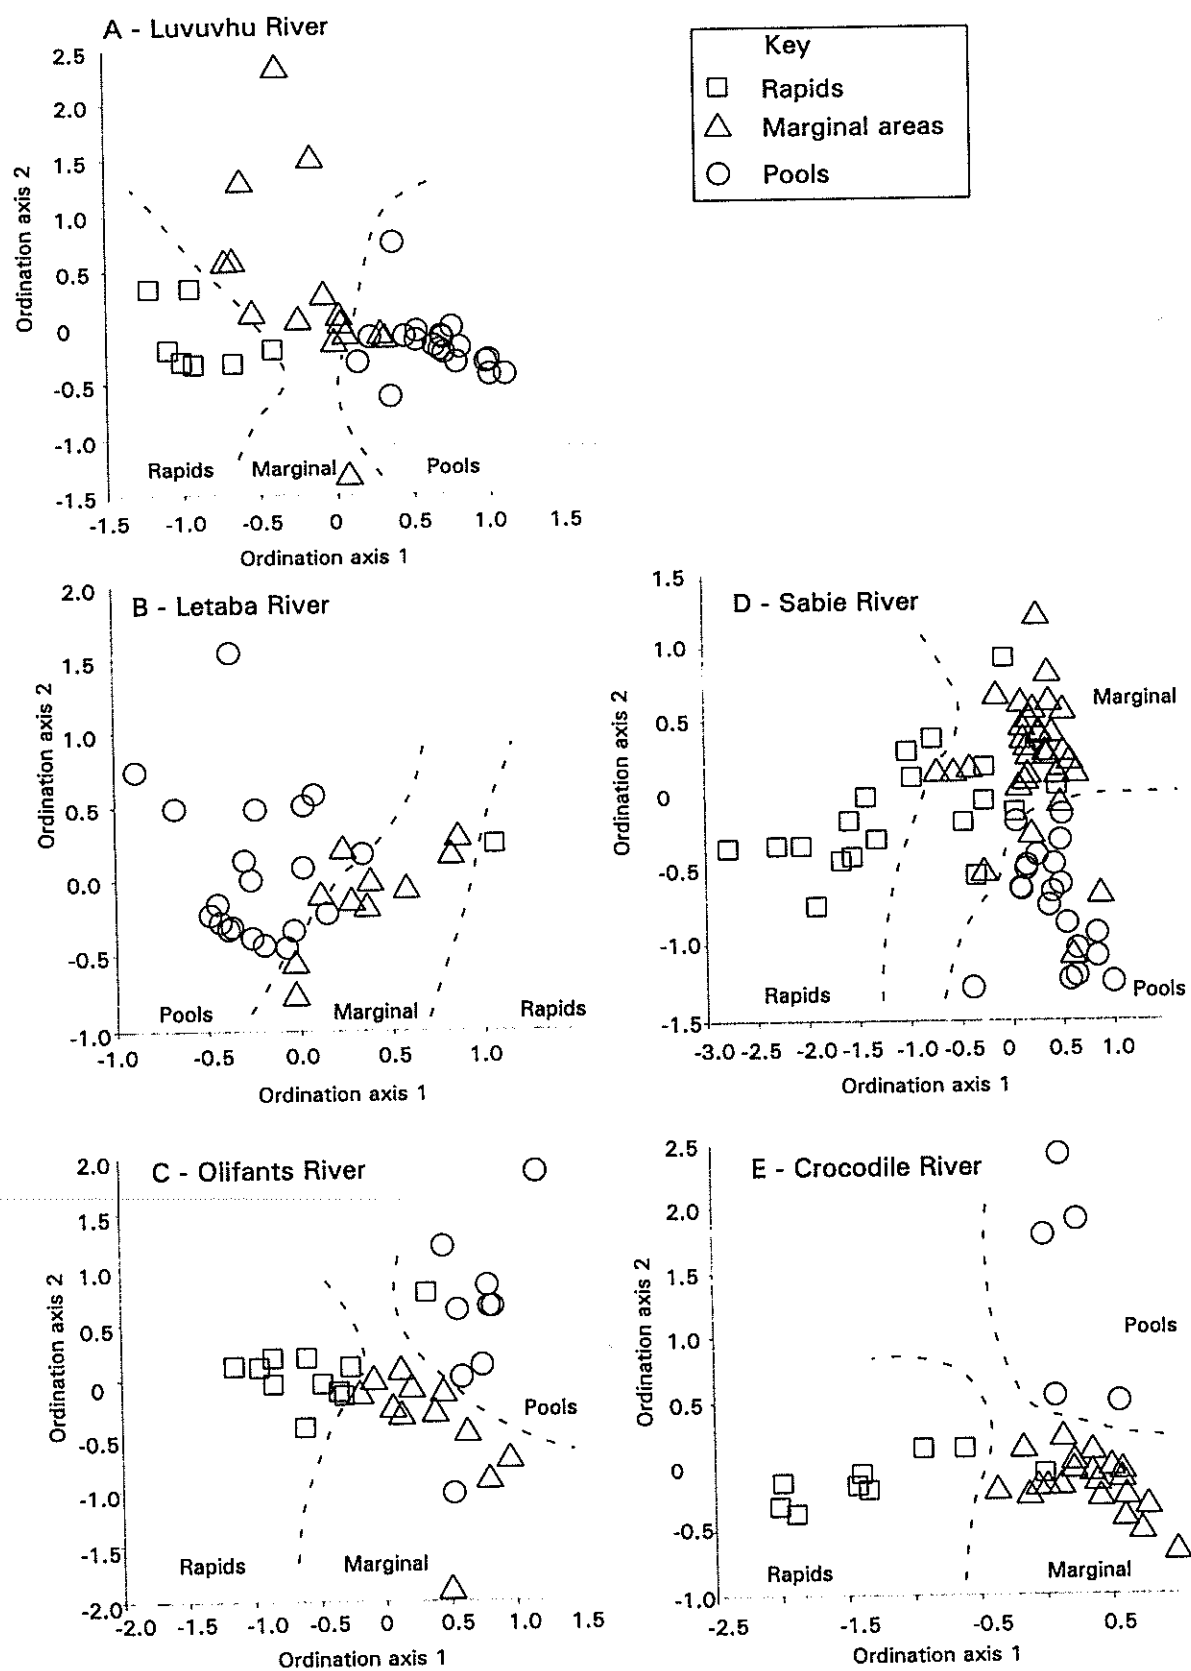 A - Luvuvhu River
2.5
2.0
1.5
1.0
0.5
0
-0.5
-1.0
-1.5
Ordination axis 2
Rapids Marginal Pools
-1.5 -1.0 -0.5 0 0.5 1.0 1.5
Ordination axis 1
Key
Rapids
Marginal areas
Pools
B - Letaba River
2.0
1.5
1.0
0.5
0.0
-0.5
-1.0
Ordination axis 2
Pools Marginal Rapids
-1.0 -0.5 0.0 0.5 1.0
Ordination axis 1
D - Sabie River
1.5
1.0
0.5
0
-0.5
-1.0
-1.5
Ordination axis 2
Marginal
Rapids Pools
-3.0 -2.5 -2.0 -1.5 -1.0 -0.5 0 0.5 1.0
Ordination axis 1
C - Olifants River
2.0
1.5
1.0
0.5
0
-0.5
-1.0
-1.5
-2.0
Ordination axis 2
Pools
Rapids Marginal
-2.0 -1.5 -1.0 -0.5 0 0.5 1.0 1.5
Ordination axis 1
E - Crocodile River
2.5
2.0
1.5
1.0
0.5
0
-0.5
-1.0
Ordination axis 2
Pools
Rapids Marginal
-2.5 -1.5 -0.5 0.5
Ordination axis 1